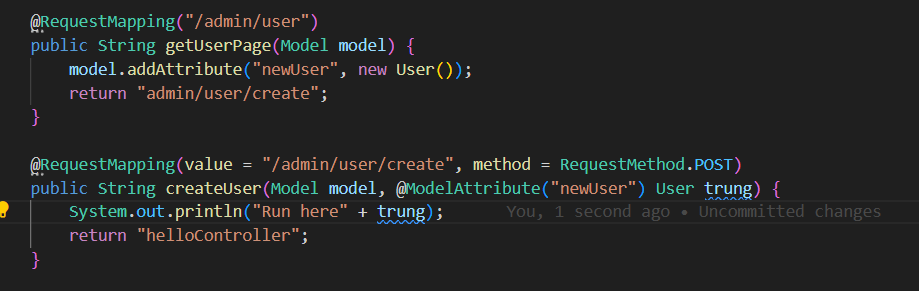 @RequestMapping("/admin/user")
public String getUserPage(Model model) {
    model.addAttribute("newUser", new User());
    return "admin/user/create";
}

@RequestMapping(value = "/admin/user/create", method = RequestMethod.POST)
public String createUser(Model model, @ModelAttribute("newUser") User trung) {
    System.out.println("Run here" + trung);     You, 1 second ago • Uncommitted changes
    return "helloController";
}